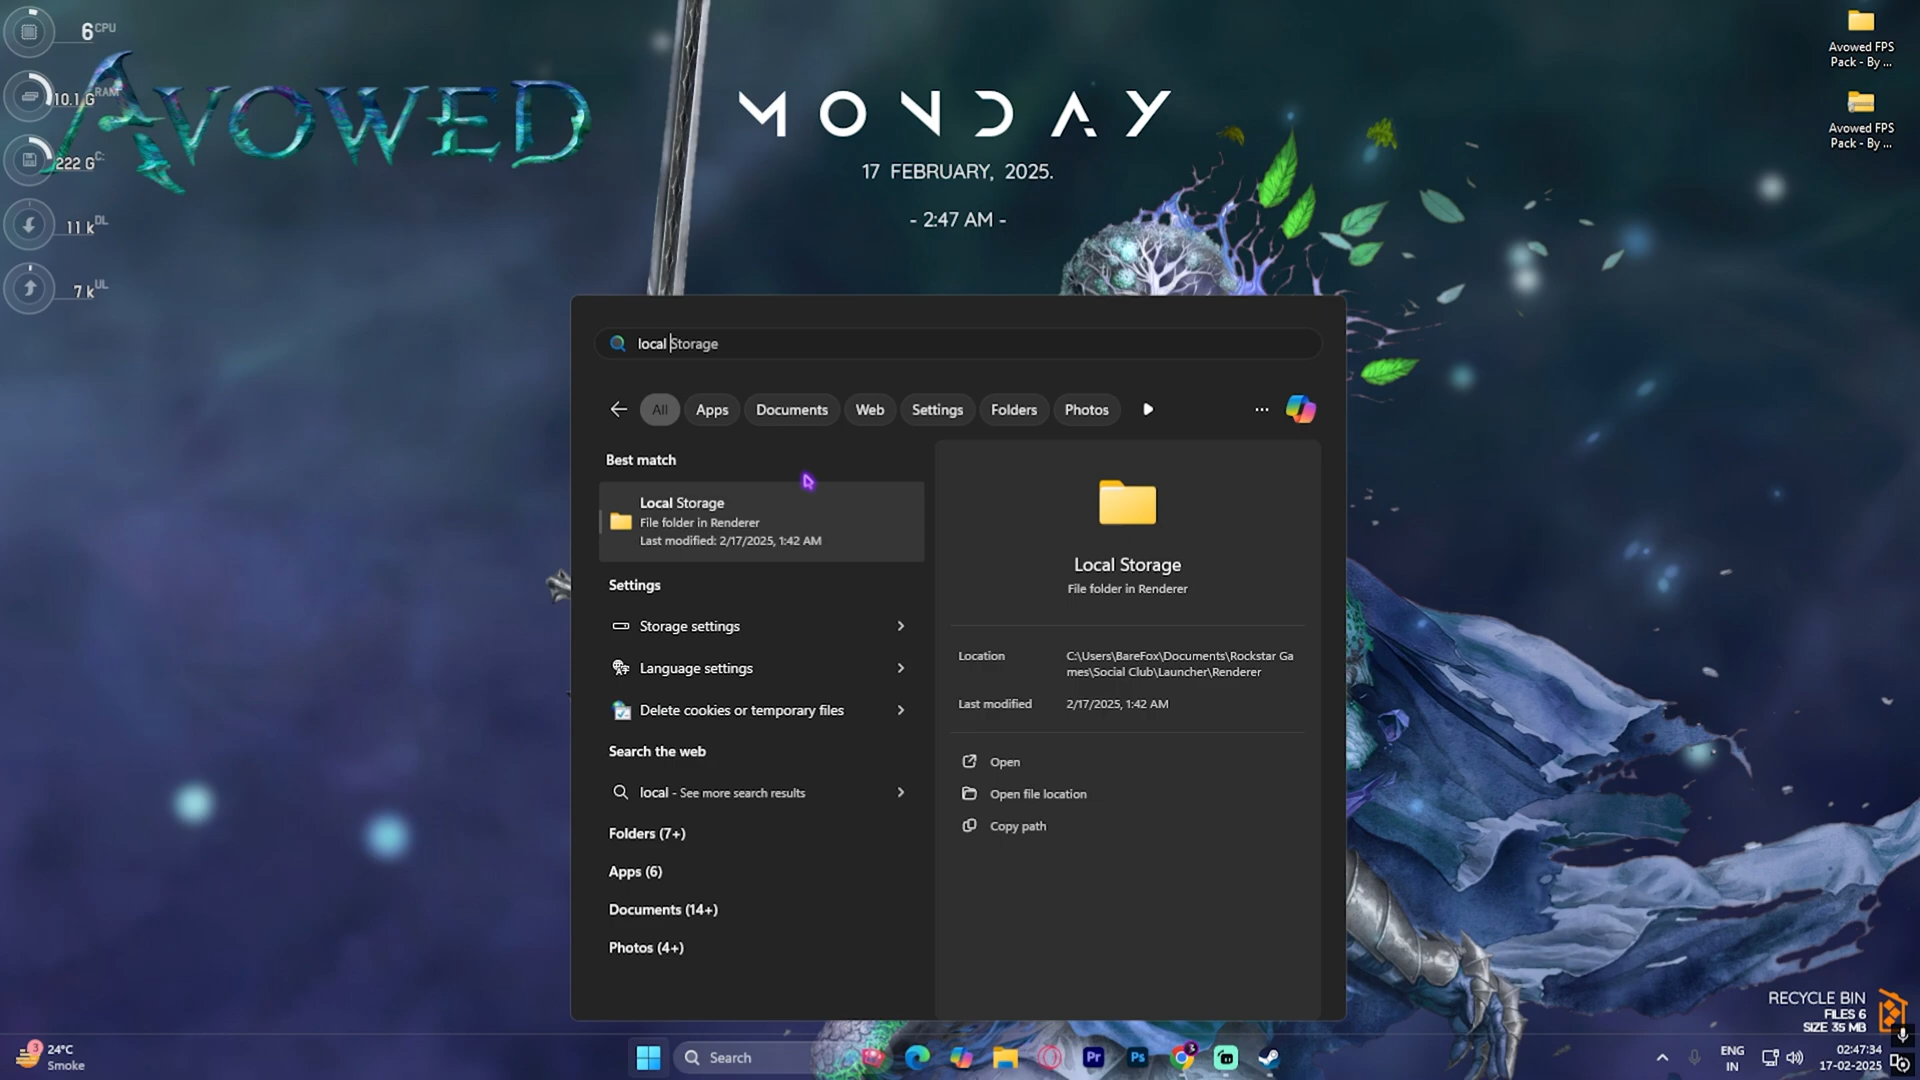 6 CPU
10.1 G RAM
222 G C:
11 k DL
7 k UL
AVOWED
MONDAY
17 FEBRUARY, 2025.
- 2:47 AM -
Avowed FPS
Pack - By ...
Avowed FPS
Pack - By ...
local Storage
All
Apps
Documents
Web
Settings
Folders
Photos
Best match
Local Storage
File folder in Renderer
Last modified: 2/17/2025, 1:42 AM
Settings
Storage settings
Language settings
Delete cookies or temporary files
Search the web
local - See more search results
Folders (7+)
Apps (6)
Documents (14+)
Photos (4+)
Local Storage
File folder in Renderer
Location
C:\Users\BareFox\Documents\Rockstar Ga
mes\Social Club\Launcher\Renderer
Last modified
2/17/2025, 1:42 AM
Open
Open file location
Copy path
RECYCLE BIN
FILES 6
SIZE 35 MB
3
24°C
Smoke
Search
Pr
Ps
3
ENG
IN
02:47:34
17-02-2025